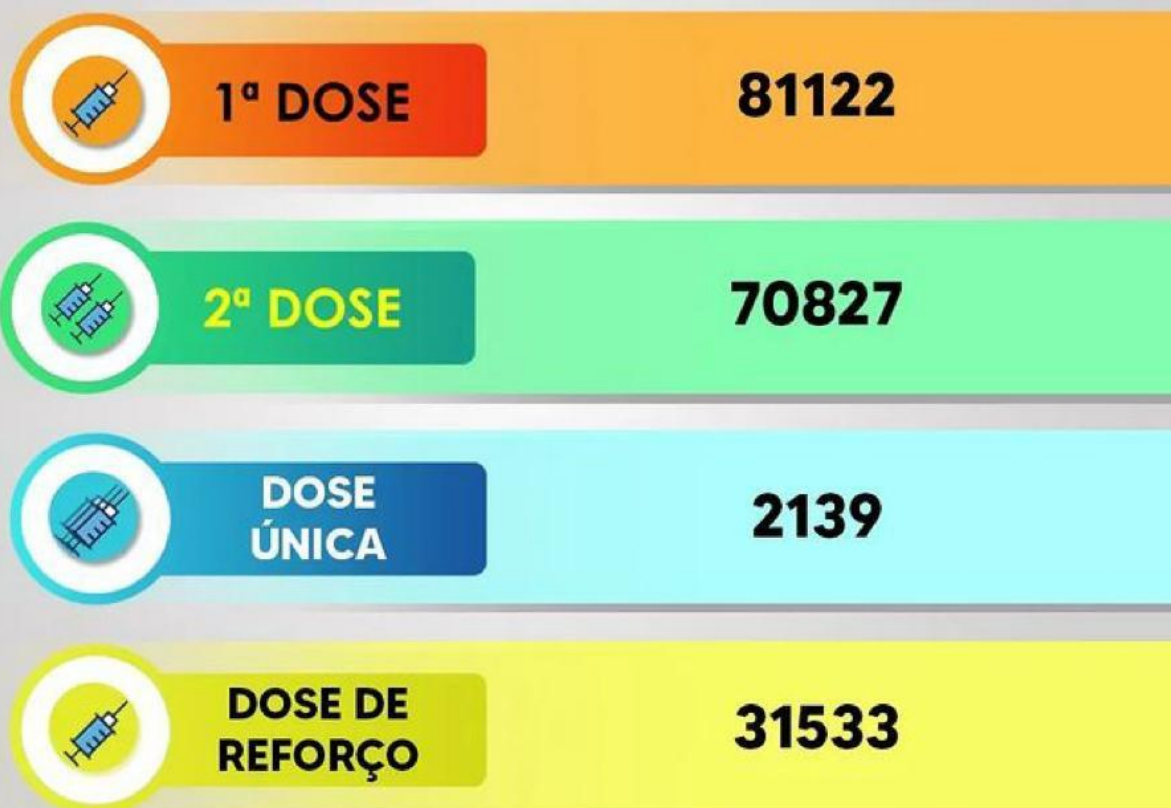 1ª DOSE
81122
2ª DOSE
70827
DOSE
ÚNICA
2139
DOSE DE
REFORÇO
31533